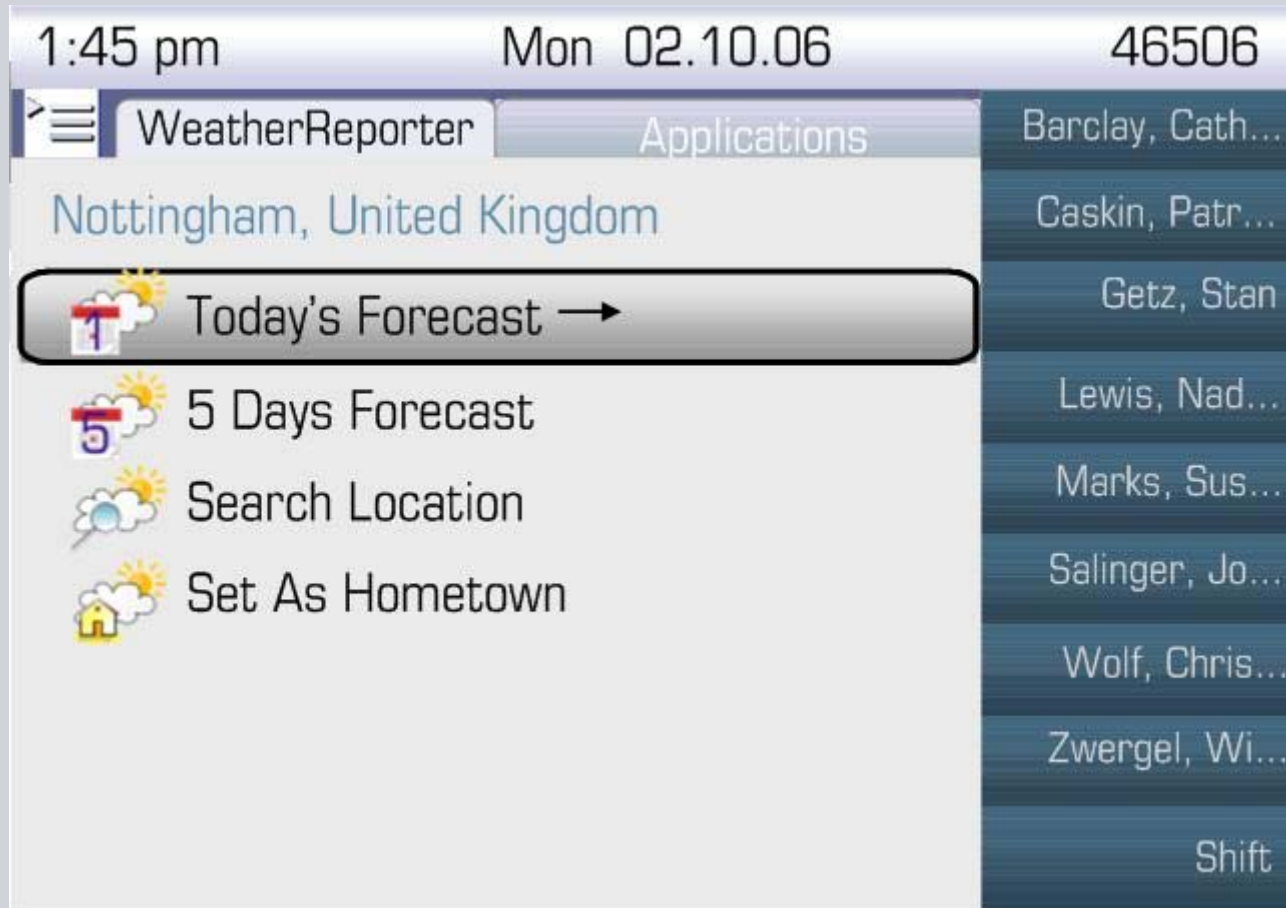 1:45 pm Mon 02.10.06 46506
WeatherReporter Applications
Nottingham, United Kingdom
1 Today's Forecast →
5 5 Days Forecast
Search Location
Set As Hometown
Barclay, Cath...
Caskin, Patr...
Getz, Stan
Lewis, Nad...
Marks, Sus...
Salinger, Jo...
Wolf, Chris...
Zwergel, Wi...
Shift